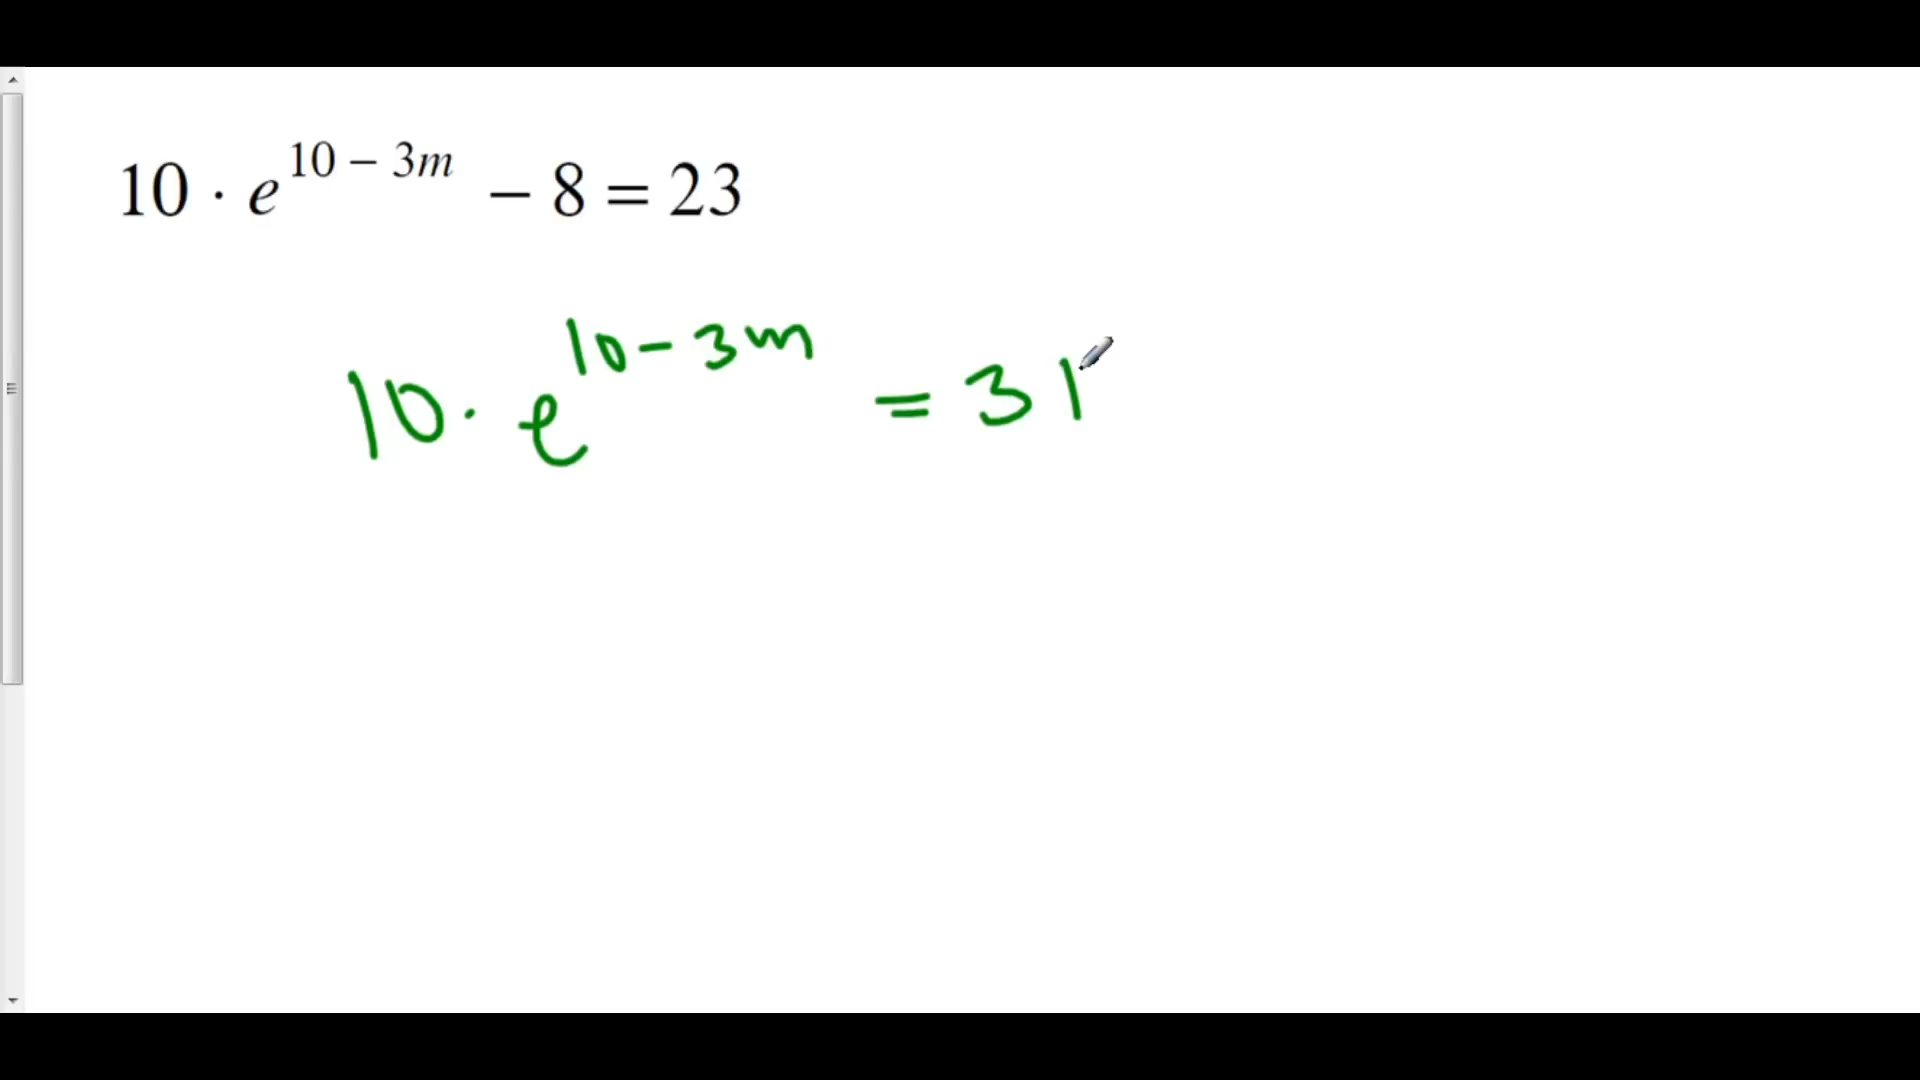 10 · e^{10 − 3m} − 8 = 23
10 · e^{10 − 3m} = 31